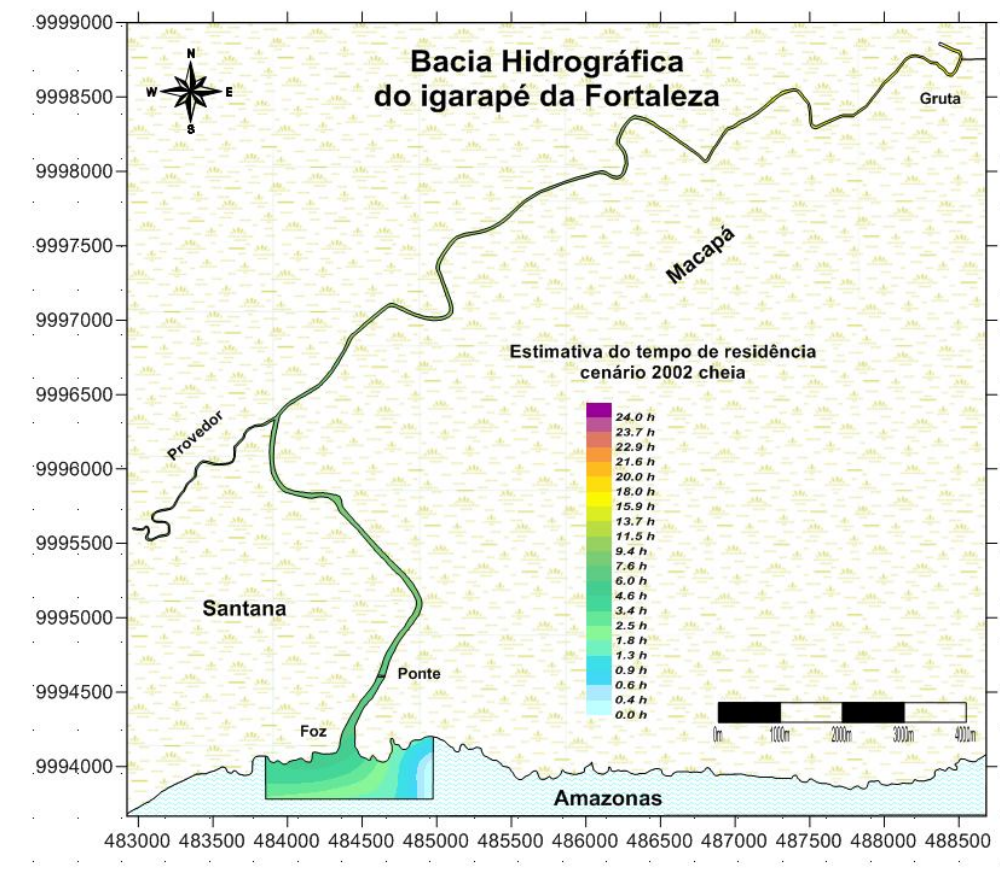 Bacia Hidrográfica
do igarapé da Fortaleza
N
W
E
S
Gruta
Macapá
Estimativa do tempo de residência
cenário 2002 cheia
24.0 h
23.7 h
22.9 h
21.6 h
20.0 h
18.0 h
15.9 h
13.7 h
11.5 h
9.4 h
7.6 h
6.0 h
4.6 h
3.4 h
2.5 h
1.8 h
1.3 h
0.9 h
0.6 h
0.4 h
0.0 h
Provedor
Santana
Ponte
Foz
Amazonas
0m 1000m 2000m 3000m 4000m
9999000
9998500
9998000
9997500
9997000
9996500
9996000
9995500
9995000
9994500
9994000
483000 483500 484000 484500 485000 485500 486000 486500 487000 487500 488000 488500